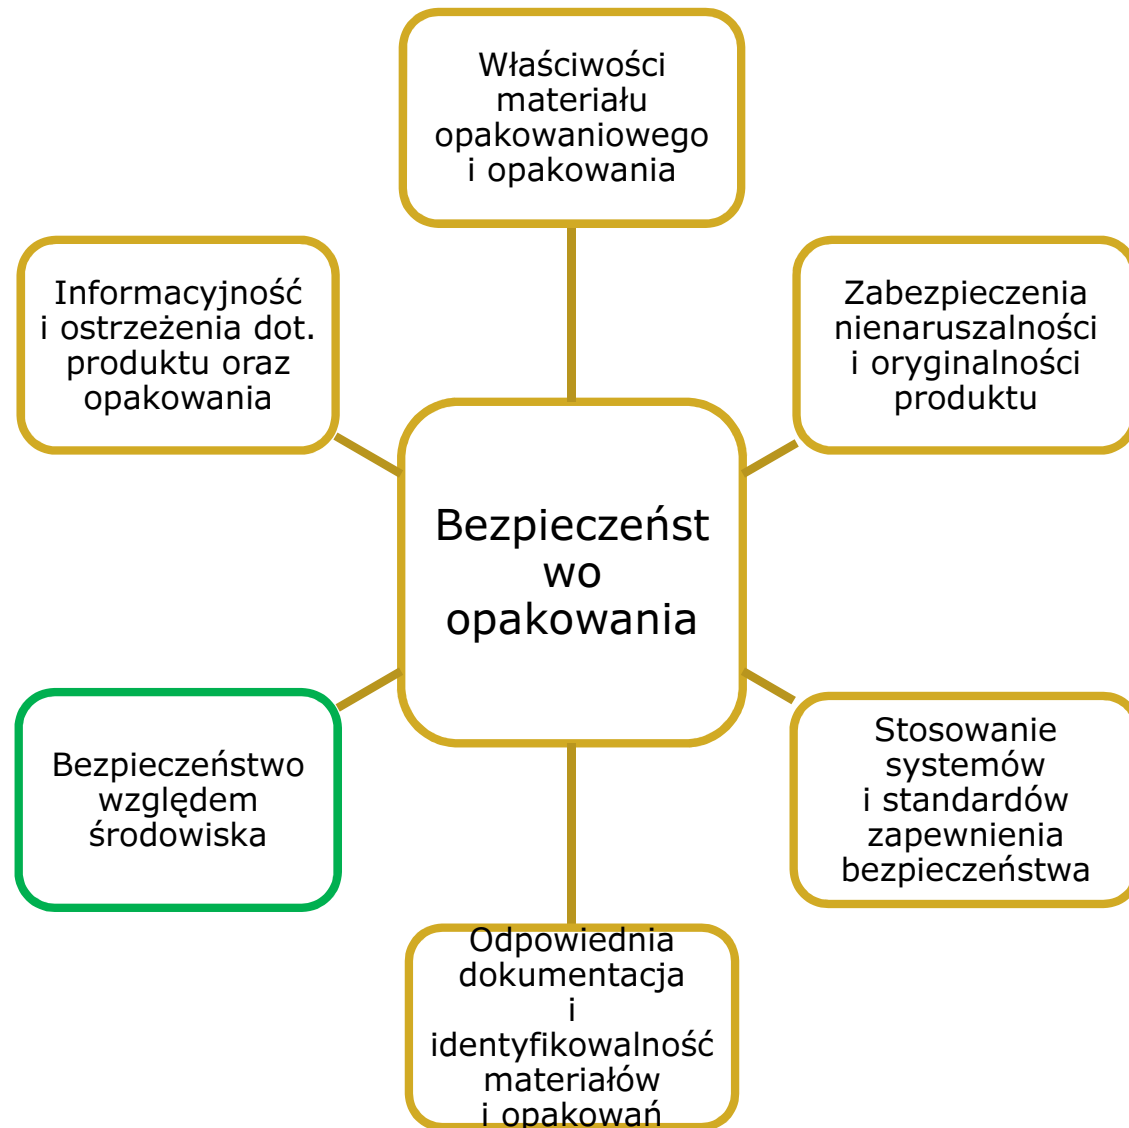 Właściwości
materiału
opakowaniowego
i opakowania
Informacyjność
i ostrzeżenia dot.
produktu oraz
opakowania
Zabezpieczenia
nienaruszalności
i oryginalności
produktu
Bezpieczeńst
wo
opakowania
Bezpieczeństwo
względem
środowiska
Stosowanie
systemów
i standardów
zapewnienia
bezpieczeństwa
Odpowiednia
dokumentacja
i
identyfikowalność
materiałów
i opakowań